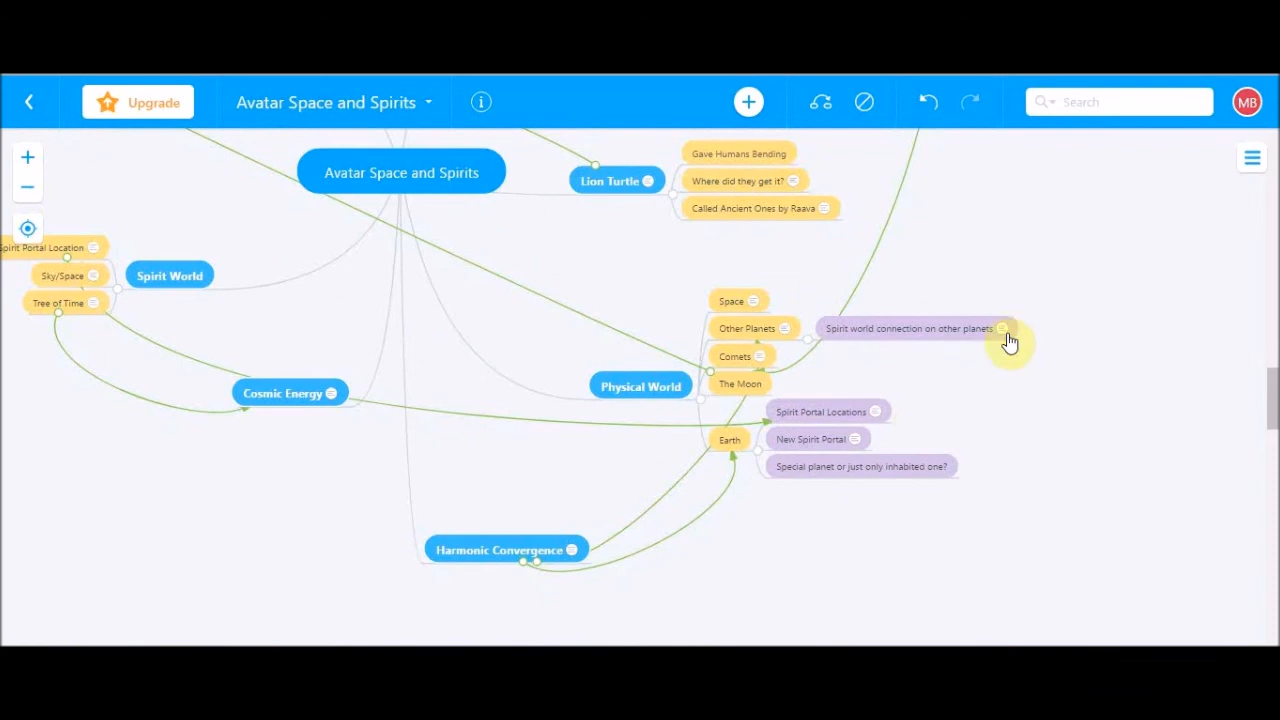 Upgrade
Avatar Space and Spirits
Search
MB
Avatar Space and Spirits
Lion Turtle
Gave Humans Bending
Where did they get it?
Called Ancient Ones by Raava
Spirit Portal Location
Sky/Space
Tree of Time
Spirit World
Cosmic Energy
Physical World
Space
Other Planets
Spirit world connection on other planets
Comets
The Moon
Earth
Spirit Portal Locations
New Spirit Portal
Special planet or just only inhabited one?
Harmonic Convergence